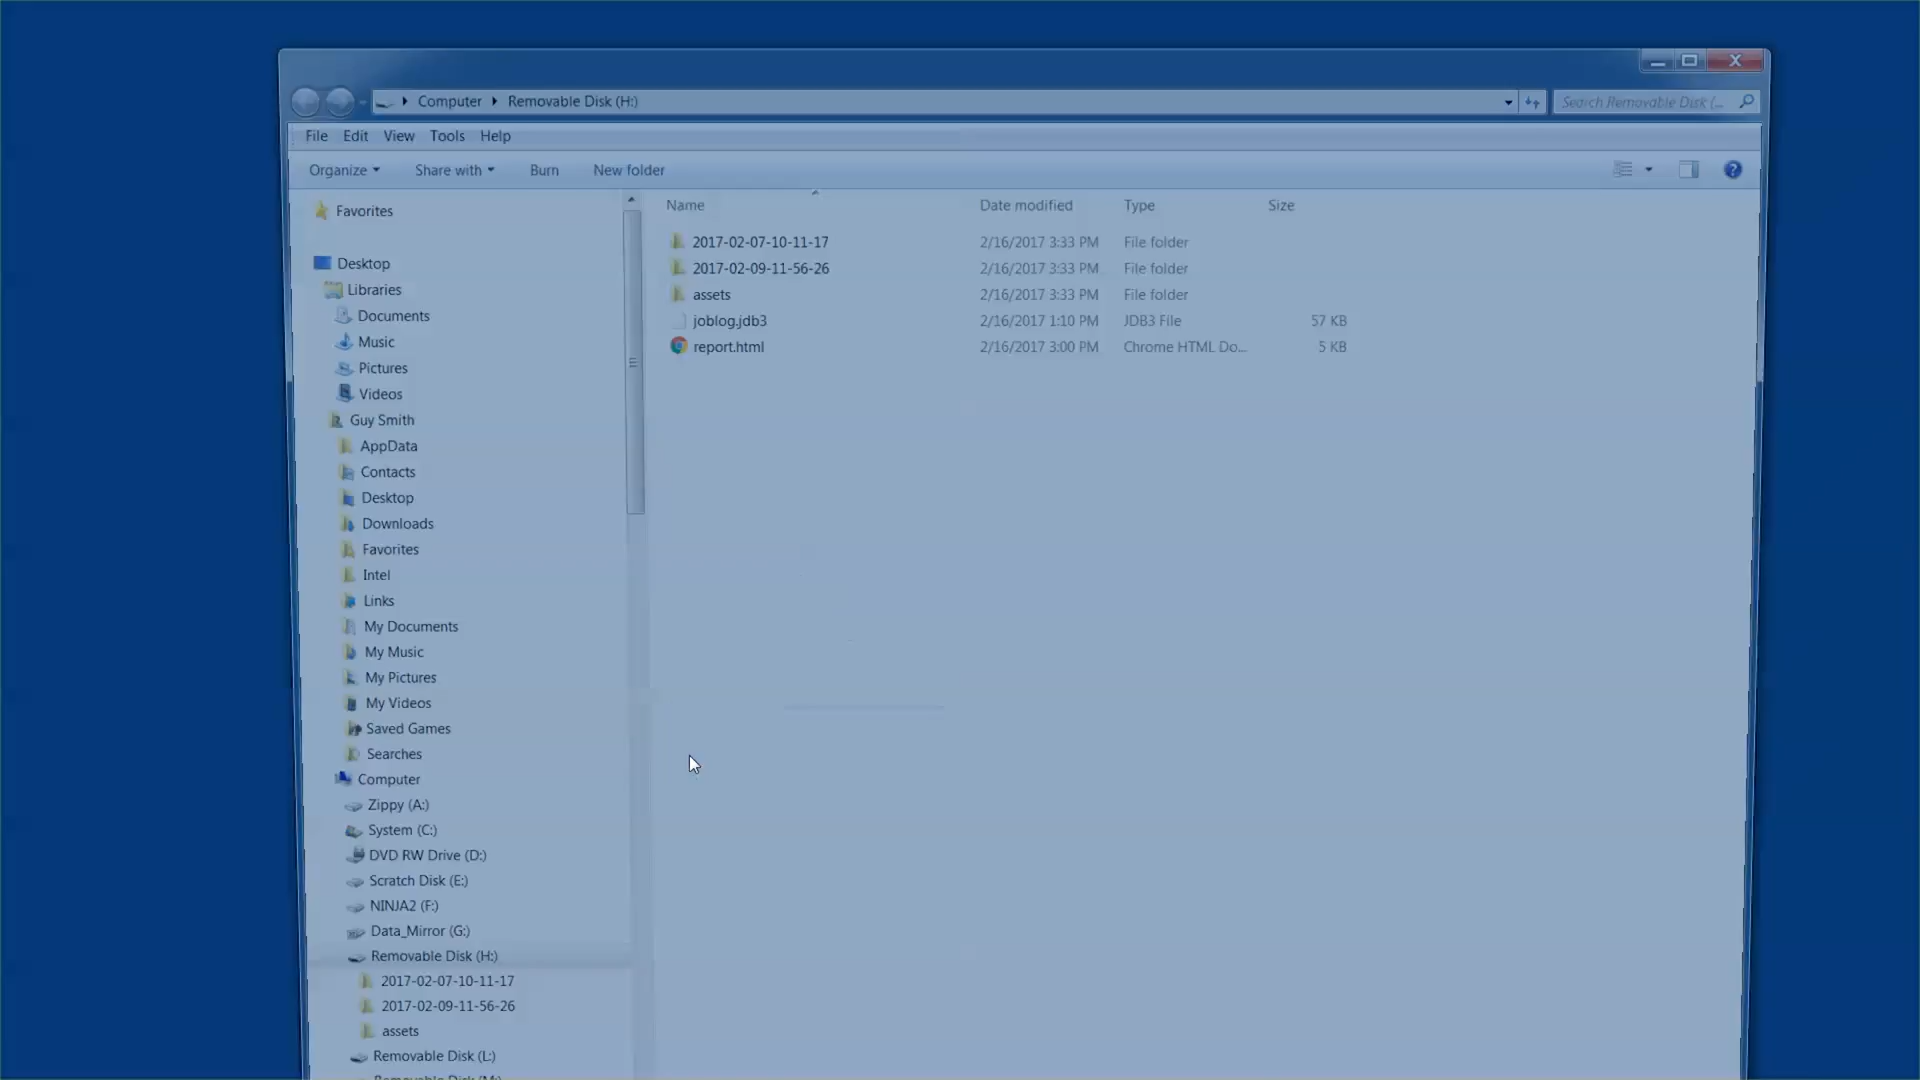 Computer Removable Disk (H:)
Search Removable Disk (...
File Edit View Tools Help
Organize Share with Burn New folder
Name Date modified Type Size
2017-02-07-10-11-17 2/16/2017 3:33 PM File folder
2017-02-09-11-56-26 2/16/2017 3:33 PM File folder
assets 2/16/2017 3:33 PM File folder
joblog.jdb3 2/16/2017 1:10 PM JDB3 File 57 KB
report.html 2/16/2017 3:00 PM Chrome HTML Do... 5 KB
Favorites
Desktop
Libraries
Documents
Music
Pictures
Videos
Guy Smith
AppData
Contacts
Desktop
Downloads
Favorites
Intel
Links
My Documents
My Music
My Pictures
My Videos
Saved Games
Searches
Computer
Zippy (A:)
System (C:)
DVD RW Drive (D:)
Scratch Disk (E:)
NINJA2 (F:)
Data_Mirror (G:)
Removable Disk (H:)
2017-02-07-10-11-17
2017-02-09-11-56-26
assets
Removable Disk (L:)